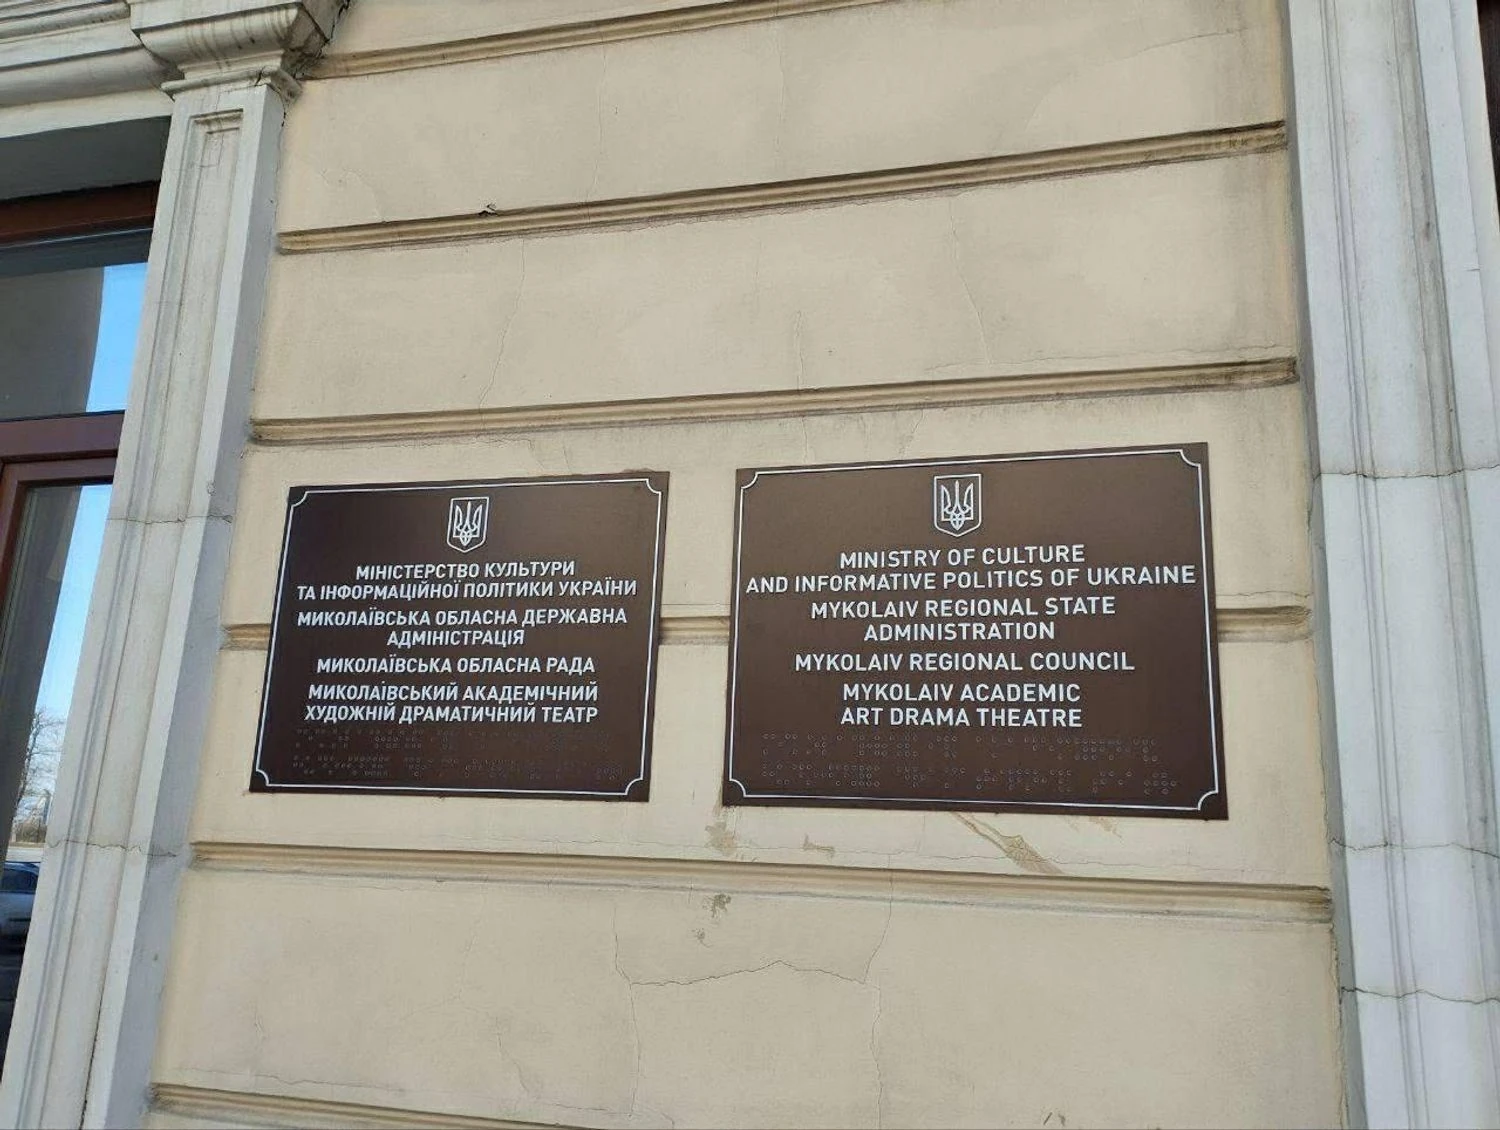 МІНІСТЕРСТВО КУЛЬТУРИ
ТА ІНФОРМАЦІЙНОЇ ПОЛІТИКИ УКРАЇНИ
МИКОЛАЇВСЬКА ОБЛАСНА ДЕРЖАВНА
АДМІНІСТРАЦІЯ
МИКОЛАЇВСЬКА ОБЛАСНА РАДА
МИКОЛАЇВСЬКИЙ АКАДЕМІЧНИЙ
ХУДОЖНІЙ ДРАМАТИЧНИЙ ТЕАТР
MINISTRY OF CULTURE
AND INFORMATIVE POLITICS OF UKRAINE
MYKOLAIV REGIONAL STATE
ADMINISTRATION
MYKOLAIV REGIONAL COUNCIL
MYKOLAIV ACADEMIC
ART DRAMA THEATRE